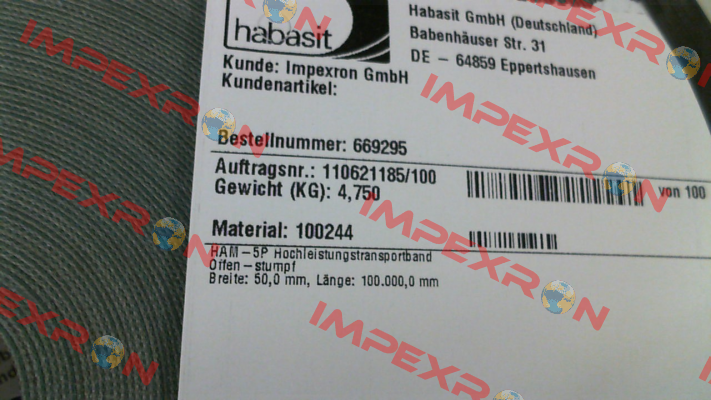 habasit
Habasit GmbH (Deutschland)
Babenhäuser Str. 31
DE – 64859 Eppertshausen
Kunde: Impexron GmbH
Kundenartikel:
Bestellnummer: 669295
Auftragsnr.: 110621185/100
von 100
Gewicht (KG): 4,750
Material: 100244
HAM–5P Hochleistungstransportband
Offen–stumpf
Breite: 50,0 mm, Länge: 100.000,0 mm
IMPEXRON
IMPEXRON
IMPEXRON
IMPEXRON
IMPEXRON
IMPEXRON